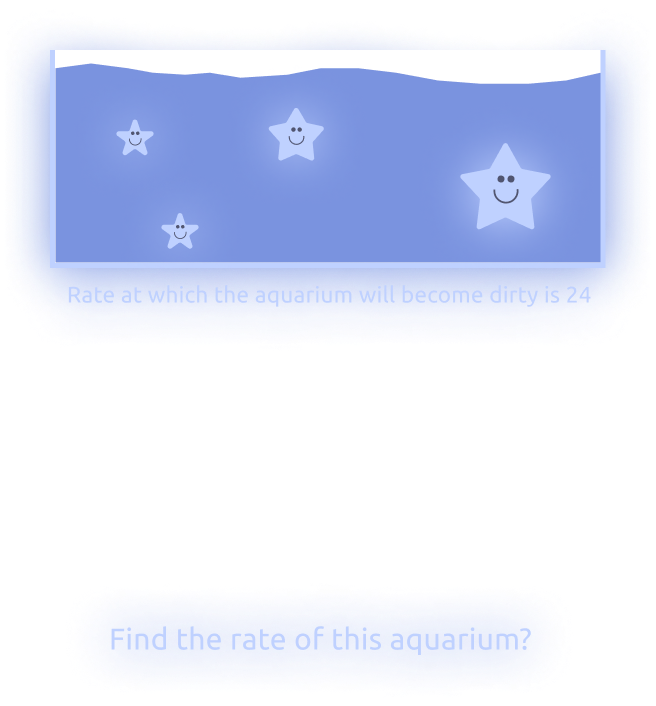 Rate at which the aquarium will become dirty is 24
Find the rate of this aquarium?